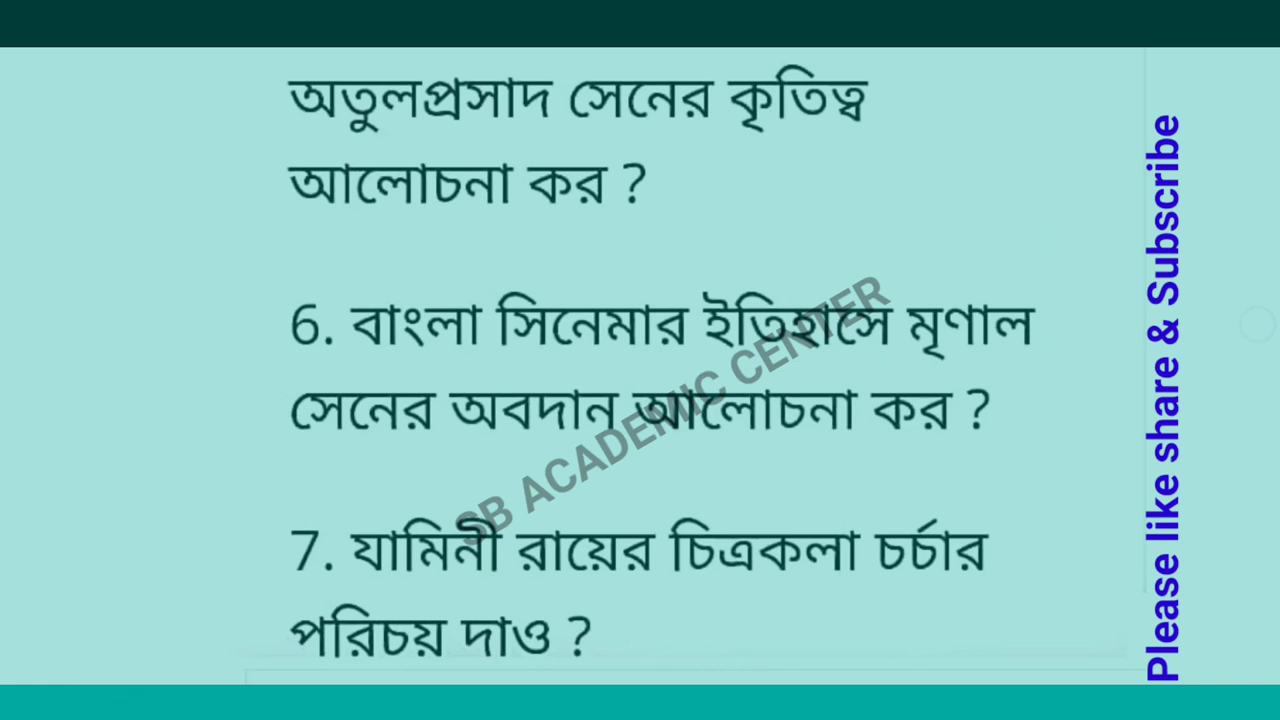 অতুলপ্রসাদ সেনের কৃতিত্ব
আলোচনা কর ?
6. বাংলা সিনেমার ইতিহাসে মৃণাল
সেনের অবদান আলোচনা কর ?
7. যামিনী রায়ের চিত্রকলা চর্চার
পরিচয় দাও ?
SB ACADEMIC CENTER
Please like share & Subscribe